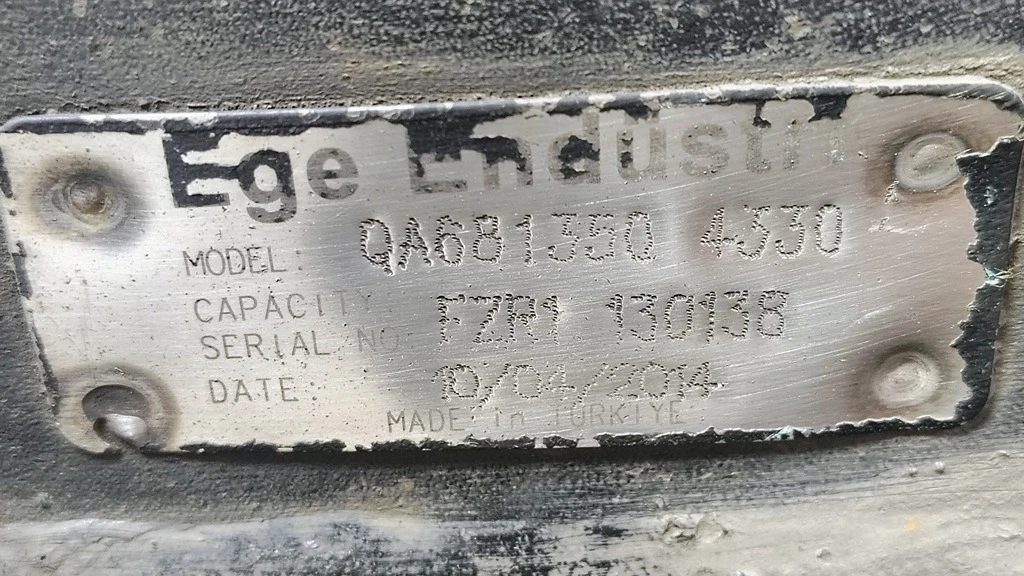 Ege Endüstri
MODEL: QA681350 4330
CAPACITY
SERIAL NO FZR1 130138
DATE: 10/04/2014
MADE in TÜRKİYE